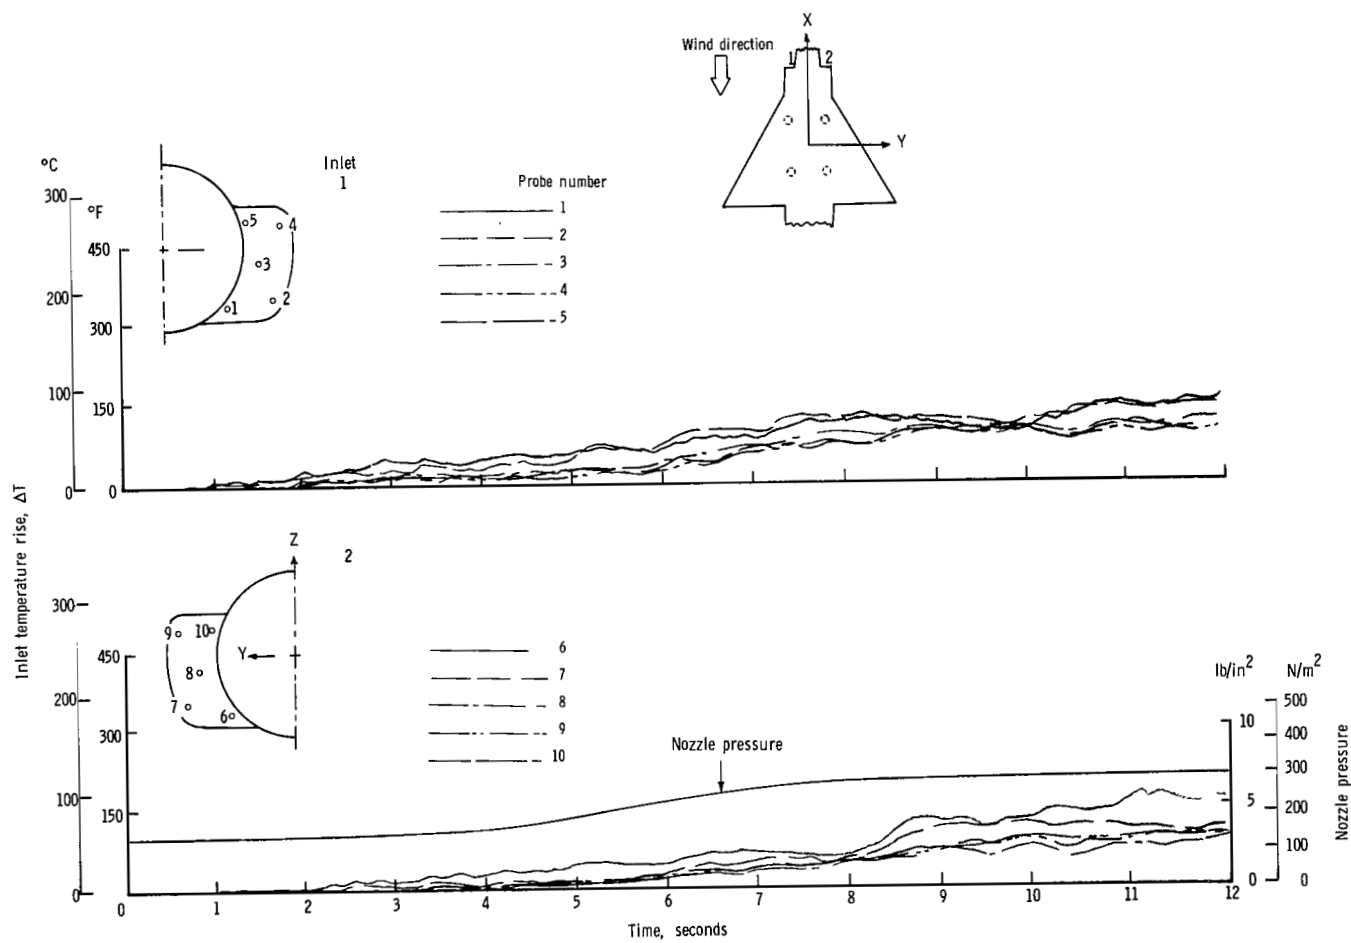 X
Wind direction
1 2
Y
°C
Inlet
1
Probe number
300
°F
5
4
1
450
2
3
3
200
2
4
1
300
5
100
150
0
0
Inlet temperature rise, ΔT
Z
2
300
9
10
6
450
Y
lb/in²
N/m²
8
7
200
500
7
6
8
10
300
9
400
Nozzle pressure
10
300
100
5
200
150
100
0
0
0
0 1 2 3 4 5 6 7 8 9 10 11 12
Nozzle pressure
Time, seconds